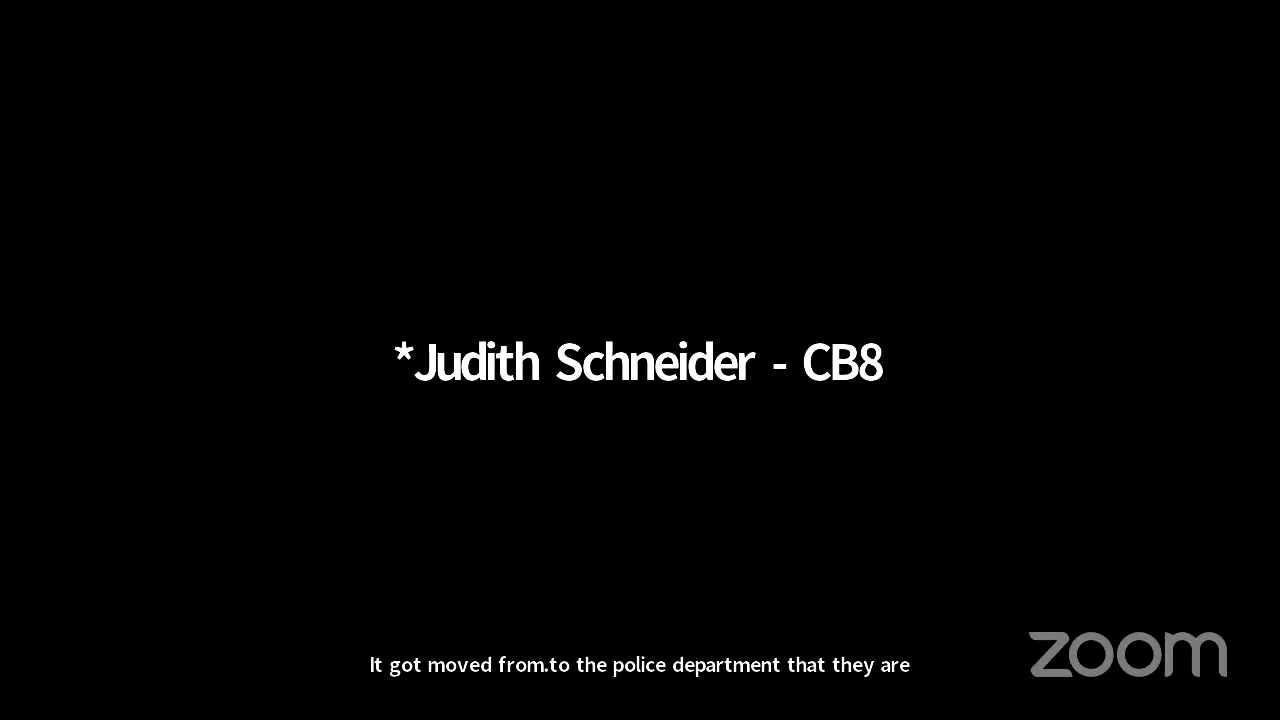 *Judith Schneider - CB8
It got moved from.to the police department that they are
zoom